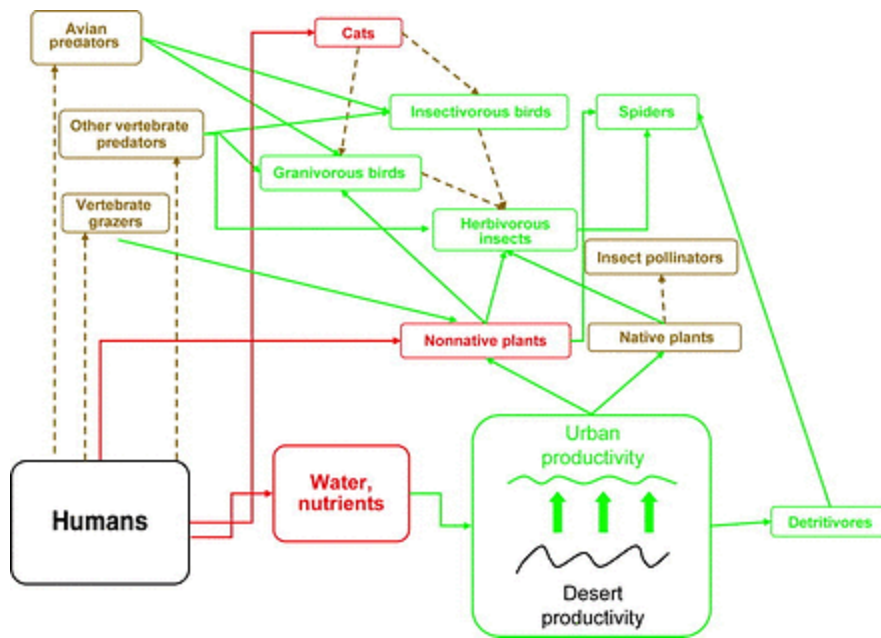 Avian
predators
Cats
Insectivorous birds
Spiders
Other vertebrate
predators
Granivorous birds
Vertebrate
grazers
Herbivorous
insects
Insect pollinators
Nonnative plants
Native plants
Urban
productivity
Water,
nutrients
Humans
Detritivores
Desert
productivity